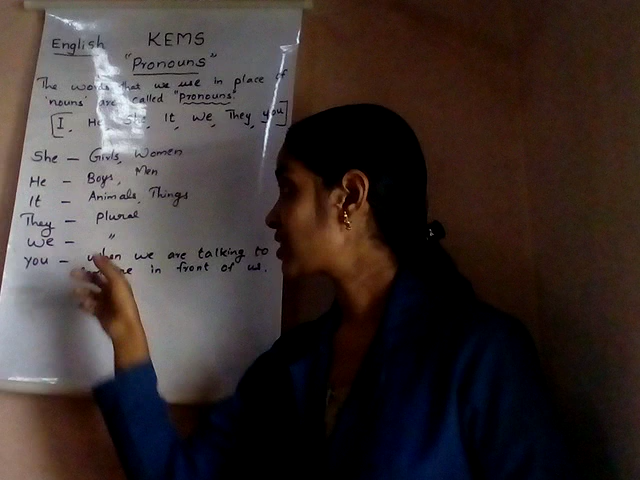 English KEMS
"Pronouns"
The words that we use in place of
'nouns' are called "pronouns"
[I, He, She, It, We, They, you]
She - Girls, Women
He - Boys, Men
It - Animals, Things
They - Plural
We - "
you - when we are talking to
in front of us.